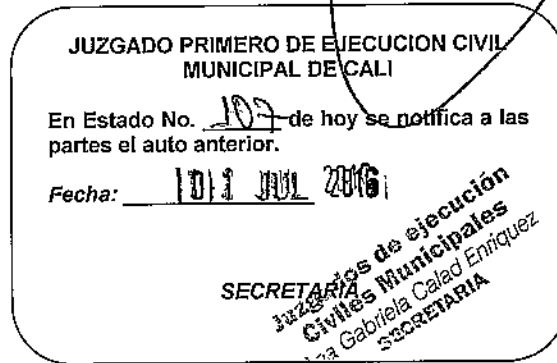 JUZGADO PRIMERO DE EJECUCION CIVIL
MUNICIPAL DE CALI
En Estado No. 107 de hoy se notifica a las
partes el auto anterior.
Fecha: 01 JUL 2016
SECRETARIA
Juzgados de ejecución
Civiles Municipales
Gabriela Calad Enriquez
SECRETARIA